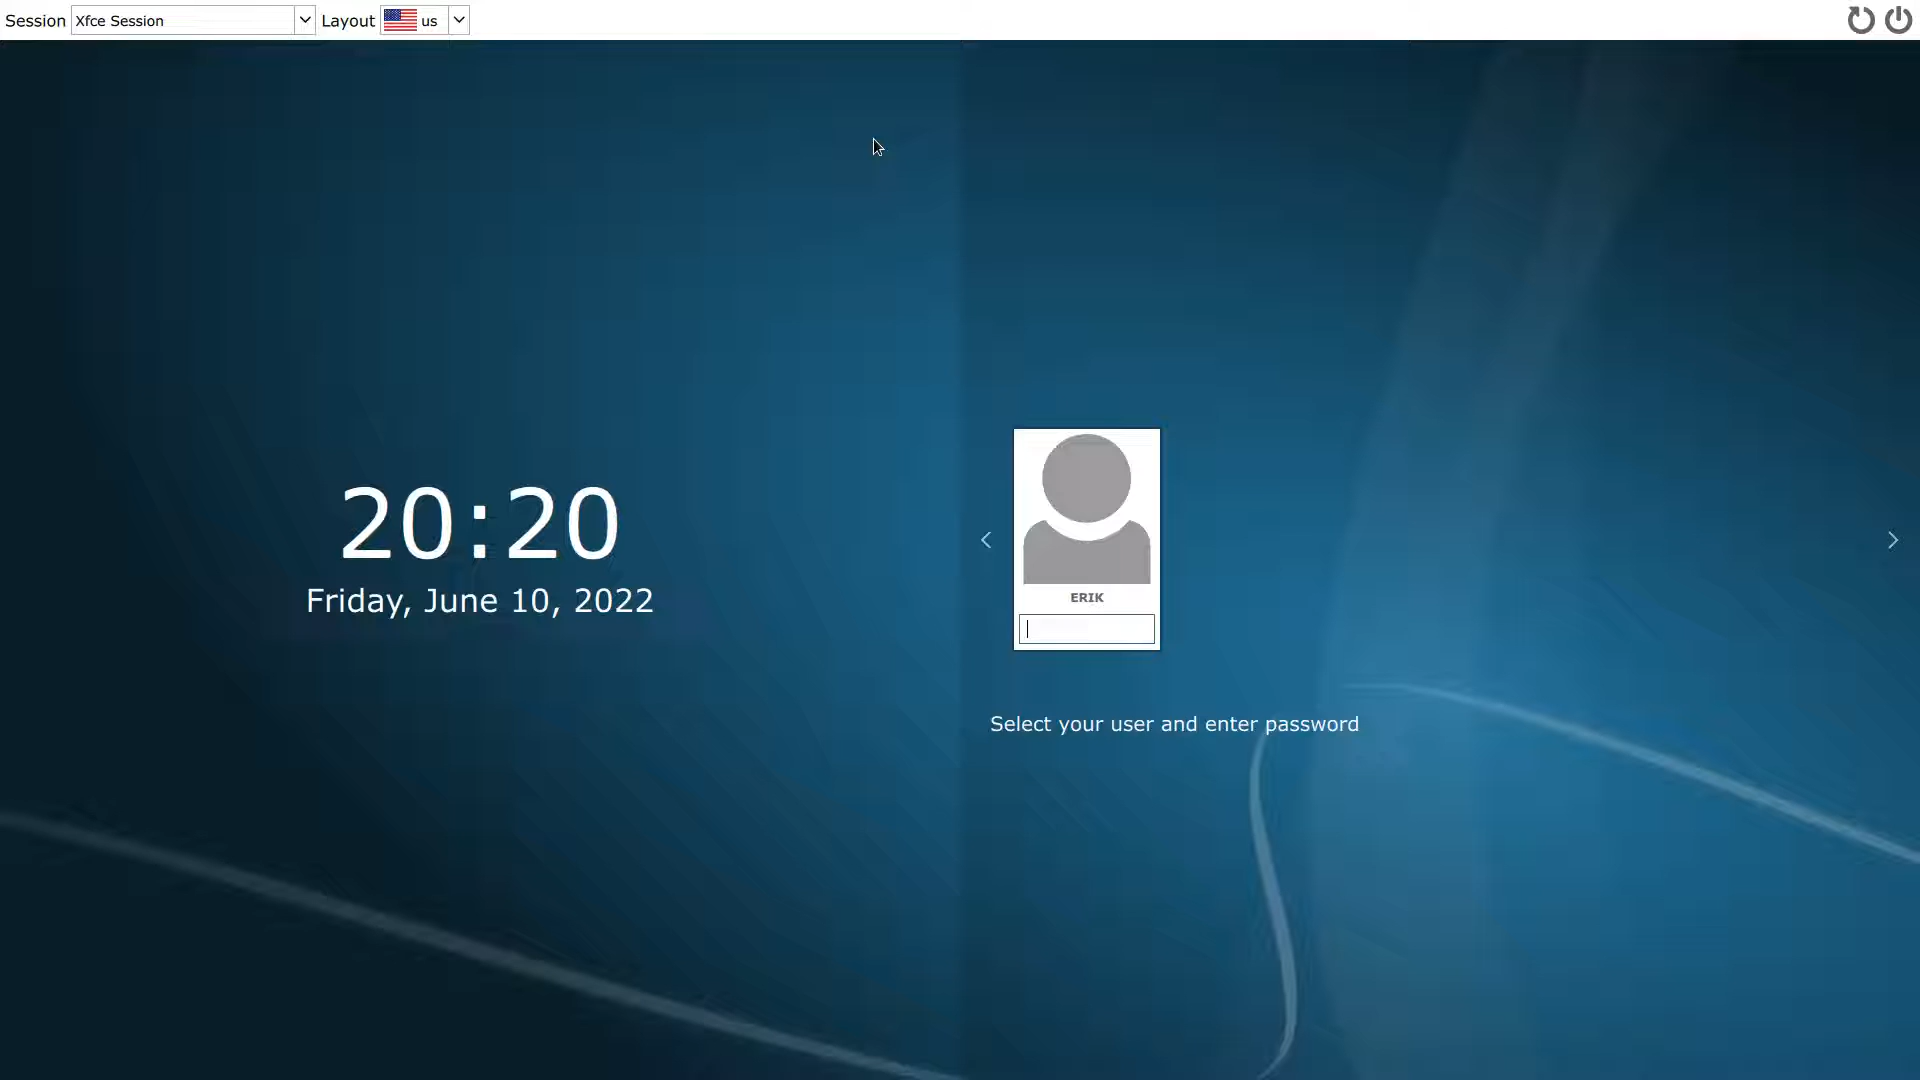 Session Xfce Session Layout us
20:20
Friday, June 10, 2022
ERIK
Select your user and enter password